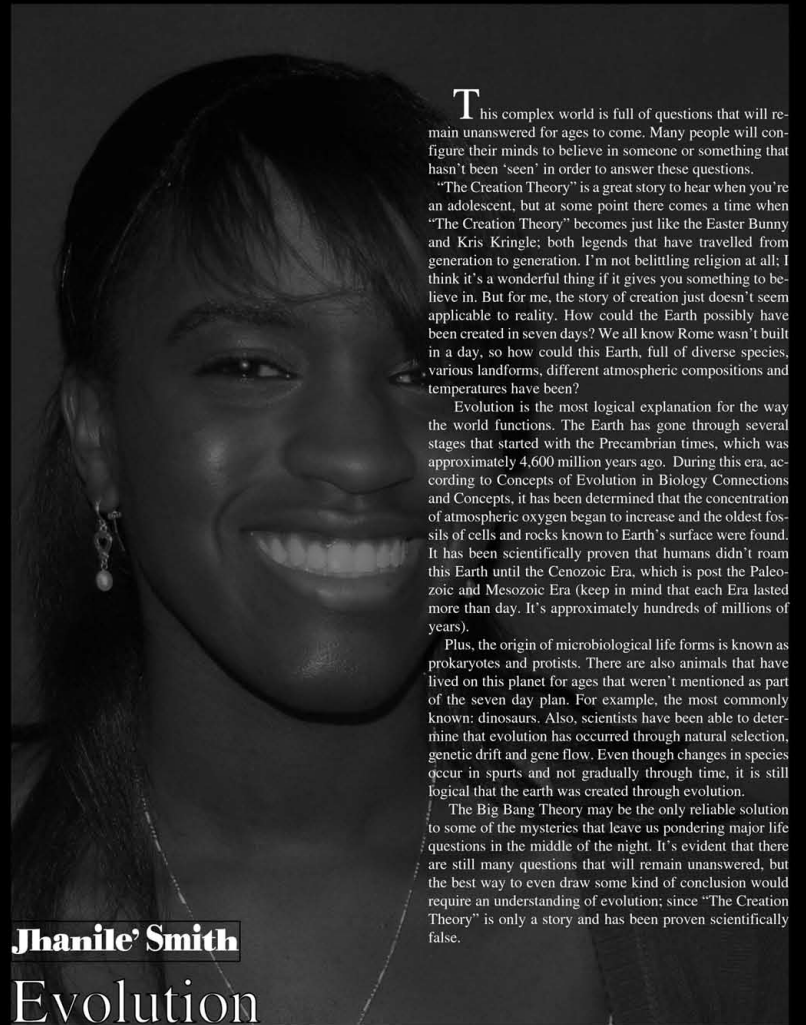 This complex world is full of questions that will re-
main unanswered for ages to come. Many people will con-
figure their minds to believe in someone or something that
hasn't been 'seen' in order to answer these questions.
"The Creation Theory" is a great story to hear when you're
an adolescent, but at some point there comes a time when
"The Creation Theory" becomes just like the Easter Bunny
and Kris Kringle; both legends that have travelled from
generation to generation. I'm not belittling religion at all; I
think it's a wonderful thing if it gives you something to be-
lieve in. But for me, the story of creation just doesn't seem
applicable to reality. How could the Earth possibly have
been created in seven days? We all know Rome wasn't built
in a day, so how could this Earth, full of diverse species,
various landforms, different atmospheric compositions and
temperatures have been?
Evolution is the most logical explanation for the way
the world functions. The Earth has gone through several
stages that started with the Precambrian times, which was
approximately 4,600 million years ago. During this era, ac-
cording to Concepts of Evolution in Biology Connections
and Concepts, it has been determined that the concentration
of atmospheric oxygen began to increase and the oldest fos-
sils of cells and rocks known to Earth's surface were found.
It has been scientifically proven that humans didn't roam
this Earth until the Cenozoic Era, which is post the Paleo-
zoic and Mesozoic Era (keep in mind that each Era lasted
more than day. It's approximately hundreds of millions of
years).
Plus, the origin of microbiological life forms is known as
prokaryotes and protists. There are also animals that have
lived on this planet for ages that weren't mentioned as part
of the seven day plan. For example, the most commonly
known: dinosaurs. Also, scientists have been able to deter-
mine that evolution has occurred through natural selection,
genetic drift and gene flow. Even though changes in species
occur in spurts and not gradually through time, it is still
logical that the earth was created through evolution.
The Big Bang Theory may be the only reliable solution
to some of the mysteries that leave us pondering major life
questions in the middle of the night. It's evident that there
are still many questions that will remain unanswered, but
the best way to even draw some kind of conclusion would
require an understanding of evolution; since "The Creation
Theory" is only a story and has been proven scientifically
false.
Jhanile' Smith
Evolution